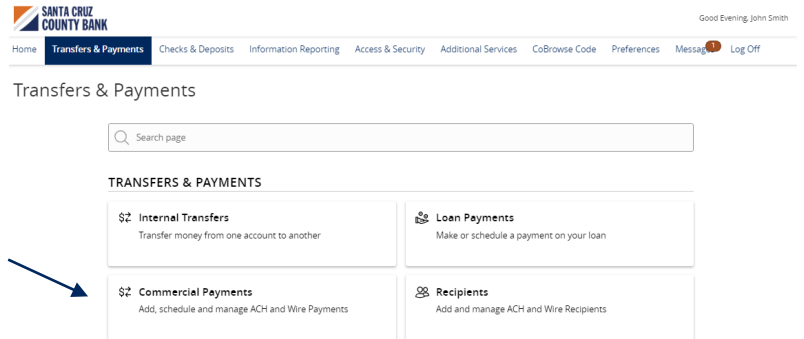 SANTA CRUZ
COUNTY BANK
Good Evening, John Smith
Home Transfers & Payments Checks & Deposits Information Reporting Access & Security Additional Services CoBrowse Code Preferences Messages 1 Log Off
Transfers & Payments
Search page
TRANSFERS & PAYMENTS
Internal Transfers
Transfer money from one account to another
Loan Payments
Make or schedule a payment on your loan
Commercial Payments
Add, schedule and manage ACH and Wire Payments
Recipients
Add and manage ACH and Wire Recipients